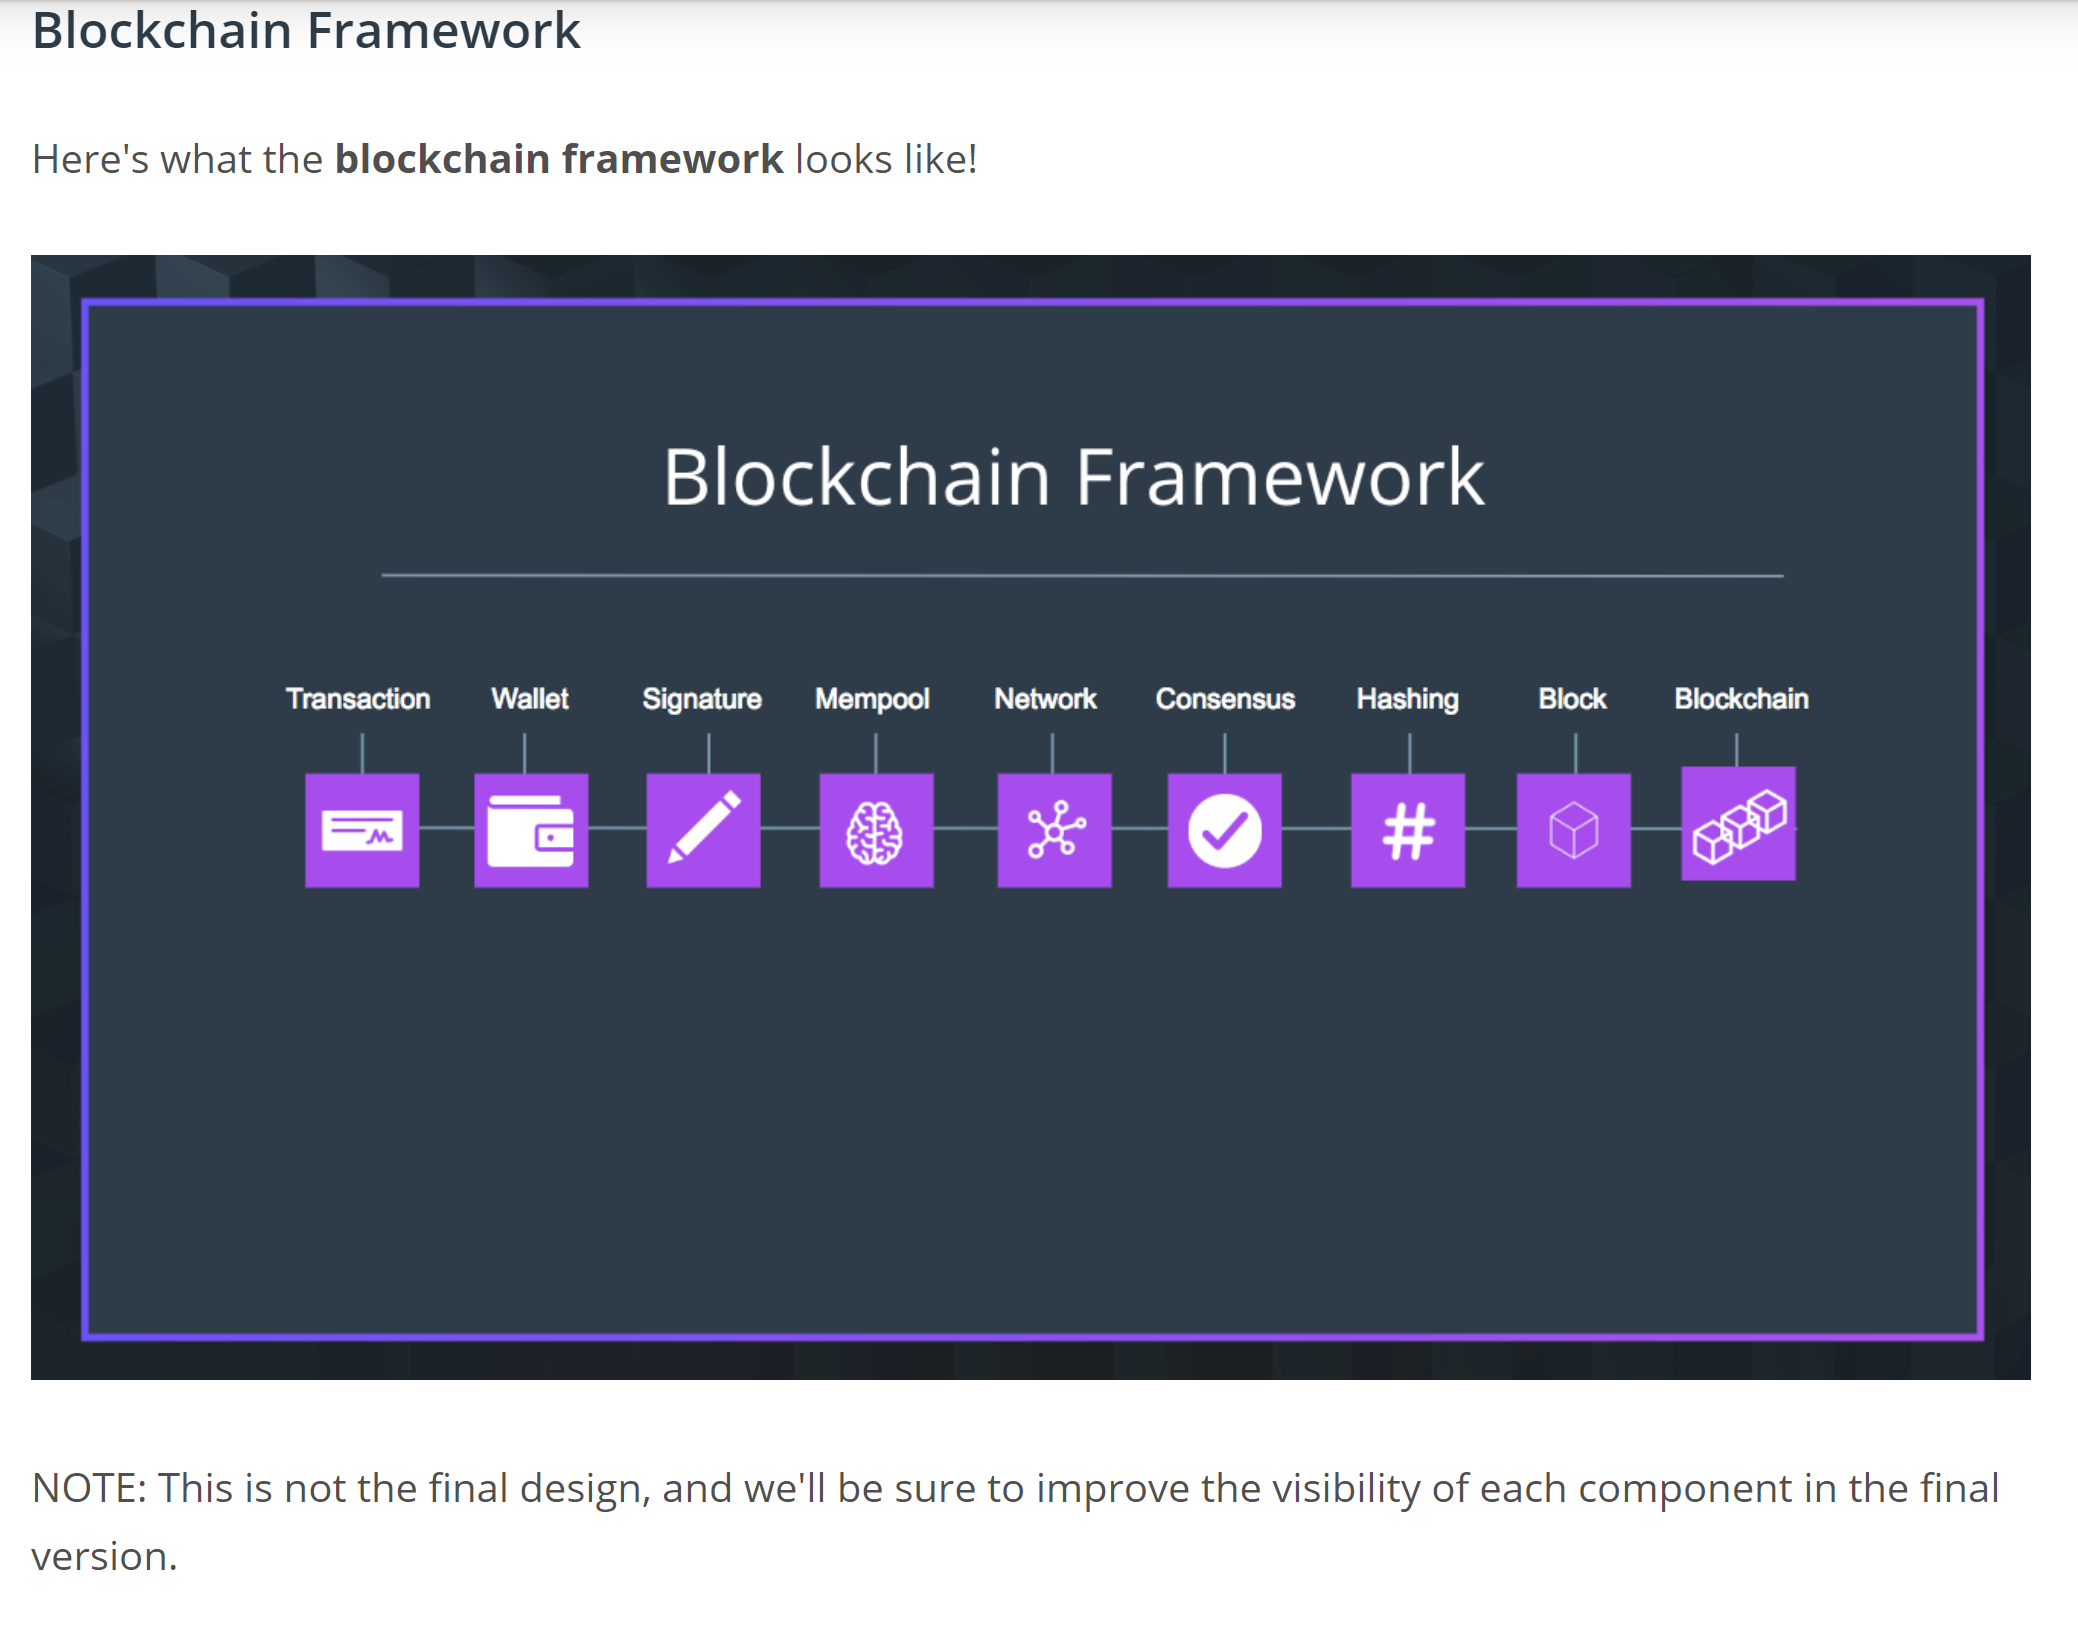 Blockchain Framework
Here's what the blockchain framework looks like!
Blockchain Framework
Transaction Wallet Signature Mempool Network Consensus Hashing Block Blockchain
NOTE: This is not the final design, and we'll be sure to improve the visibility of each component in the final
version.